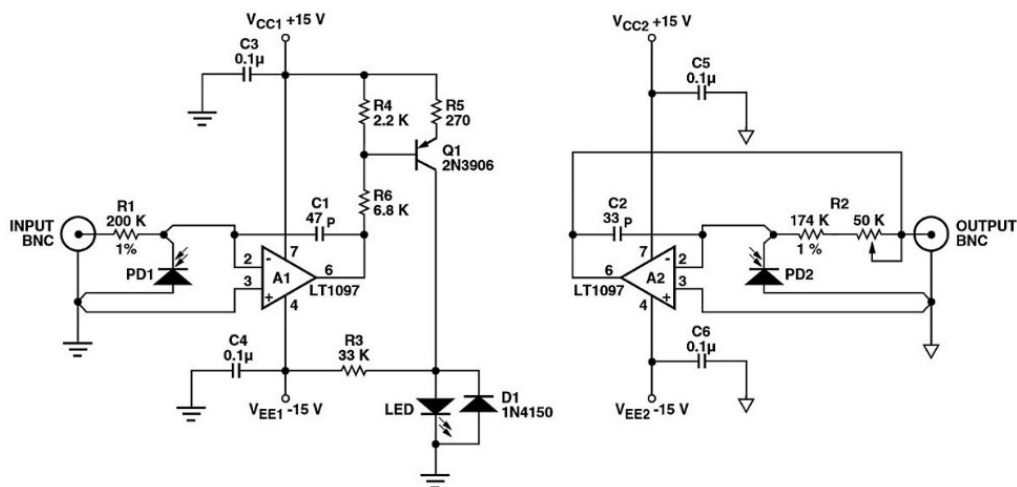 VCC1 +15 V
C3
0.1μ
R4
2.2 K
R5
270
Q1
2N3906
R6
6.8 K
C1
47 P
R1
200 K
1%
INPUT
BNC
PD1
2
3
-
+
A1
7
6
4
LT1097
C4
0.1μ
R3
33 K
VEE1 -15 V
LED
D1
1N4150
VCC2 +15 V
C5
0.1μ
C2
33 P
174 K
1 %
R2
50 K
OUTPUT
BNC
7
6
2
3
-
+
A2
4
LT1097
PD2
C6
0.1μ
VEE2 -15 V